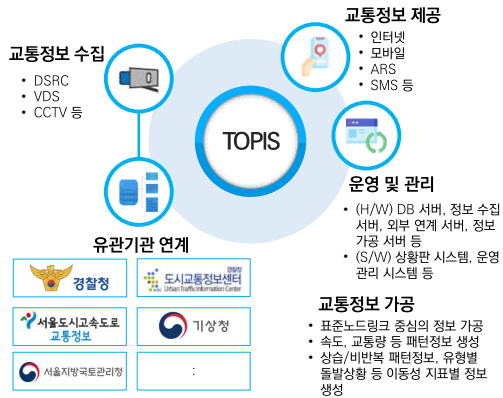 교통정보 수집
• DSRC
• VDS
• CCTV 등
교통정보 제공
• 인터넷
• 모바일
• ARS
• SMS 등
TOPIS
운영 및 관리
• (H/W) DB 서버, 정보 수집
서버, 외부 연계 서버, 정보
가공 서버 등
• (S/W) 상황판 시스템, 운영
관리 시스템 등
유관기관 연계
경찰청
경찰청
도시교통정보센터
Urban Traffic Information Center
서울도시고속도로
교통정보
기상청
서울지방국토관리청
:
교통정보 가공
• 표준노드링크 중심의 정보 가공
• 속도, 교통량 등 패턴정보 생성
• 상습/비반복 패턴정보, 유형별
돌발상황 등 이동성 지표별 정보
생성